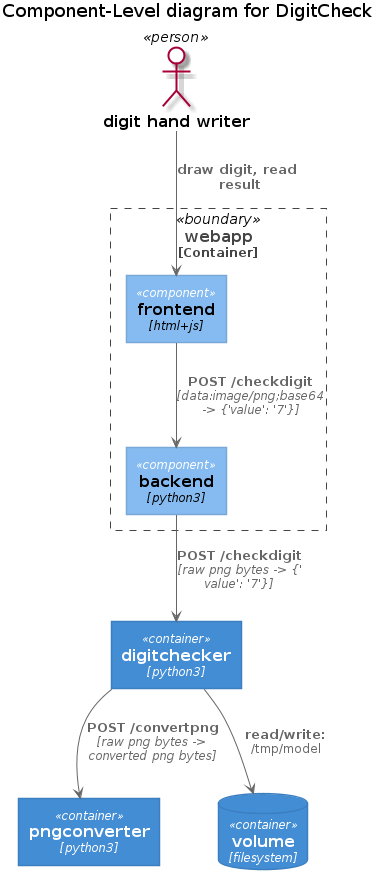 Component-Level diagram for DigitCheck
«person»
digit hand writer
draw digit, read
result
«boundary»
webapp
[Container]
«component»
frontend
[html+js]
POST /checkdigit
[data:image/png;base64
-> {'value': '7'}]
«component»
backend
[python3]
POST /checkdigit
[raw png bytes -> {'
value': '7'}]
«container»
digitchecker
[python3]
POST /convertpng
[raw png bytes ->
converted png bytes]
read/write:
/tmp/model
«container»
pngconverter
[python3]
«container»
volume
[filesystem]